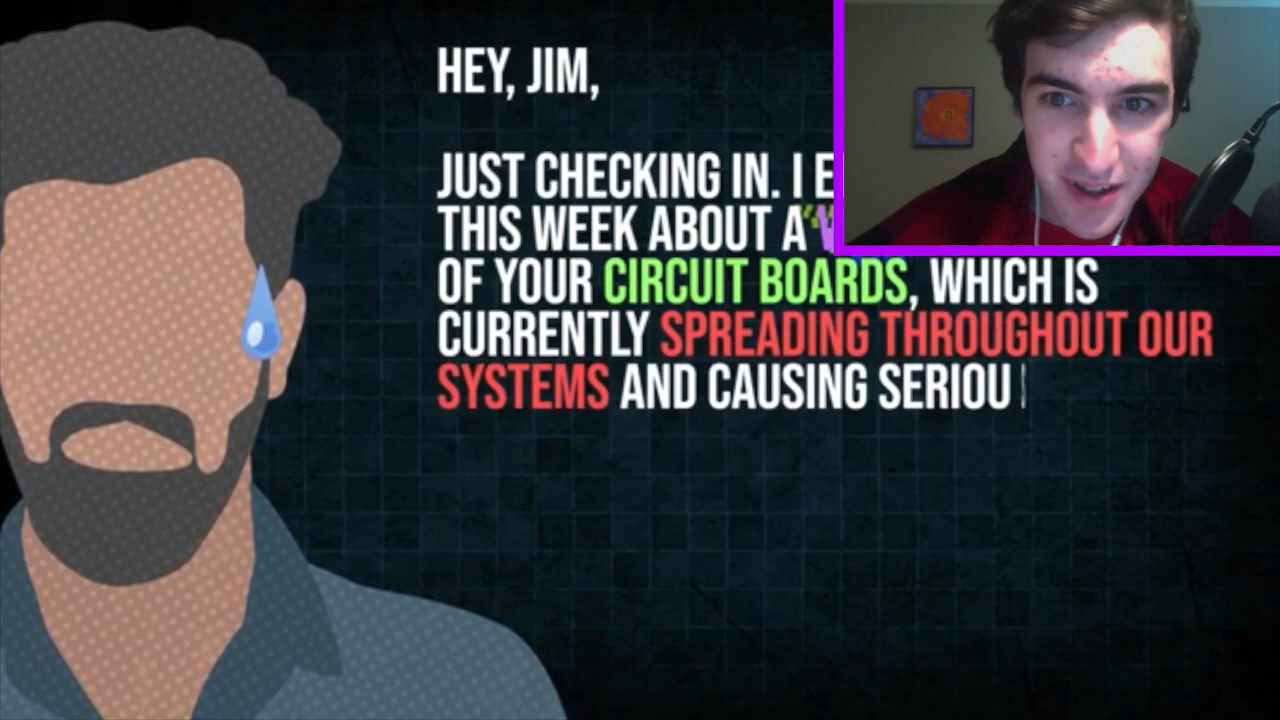 HEY, JIM,
JUST CHECKING IN. I
THIS WEEK ABOUT A
OF YOUR CIRCUIT BOARDS, WHICH IS
CURRENTLY SPREADING THROUGHOUT OUR
SYSTEMS AND CAUSING SERIOU